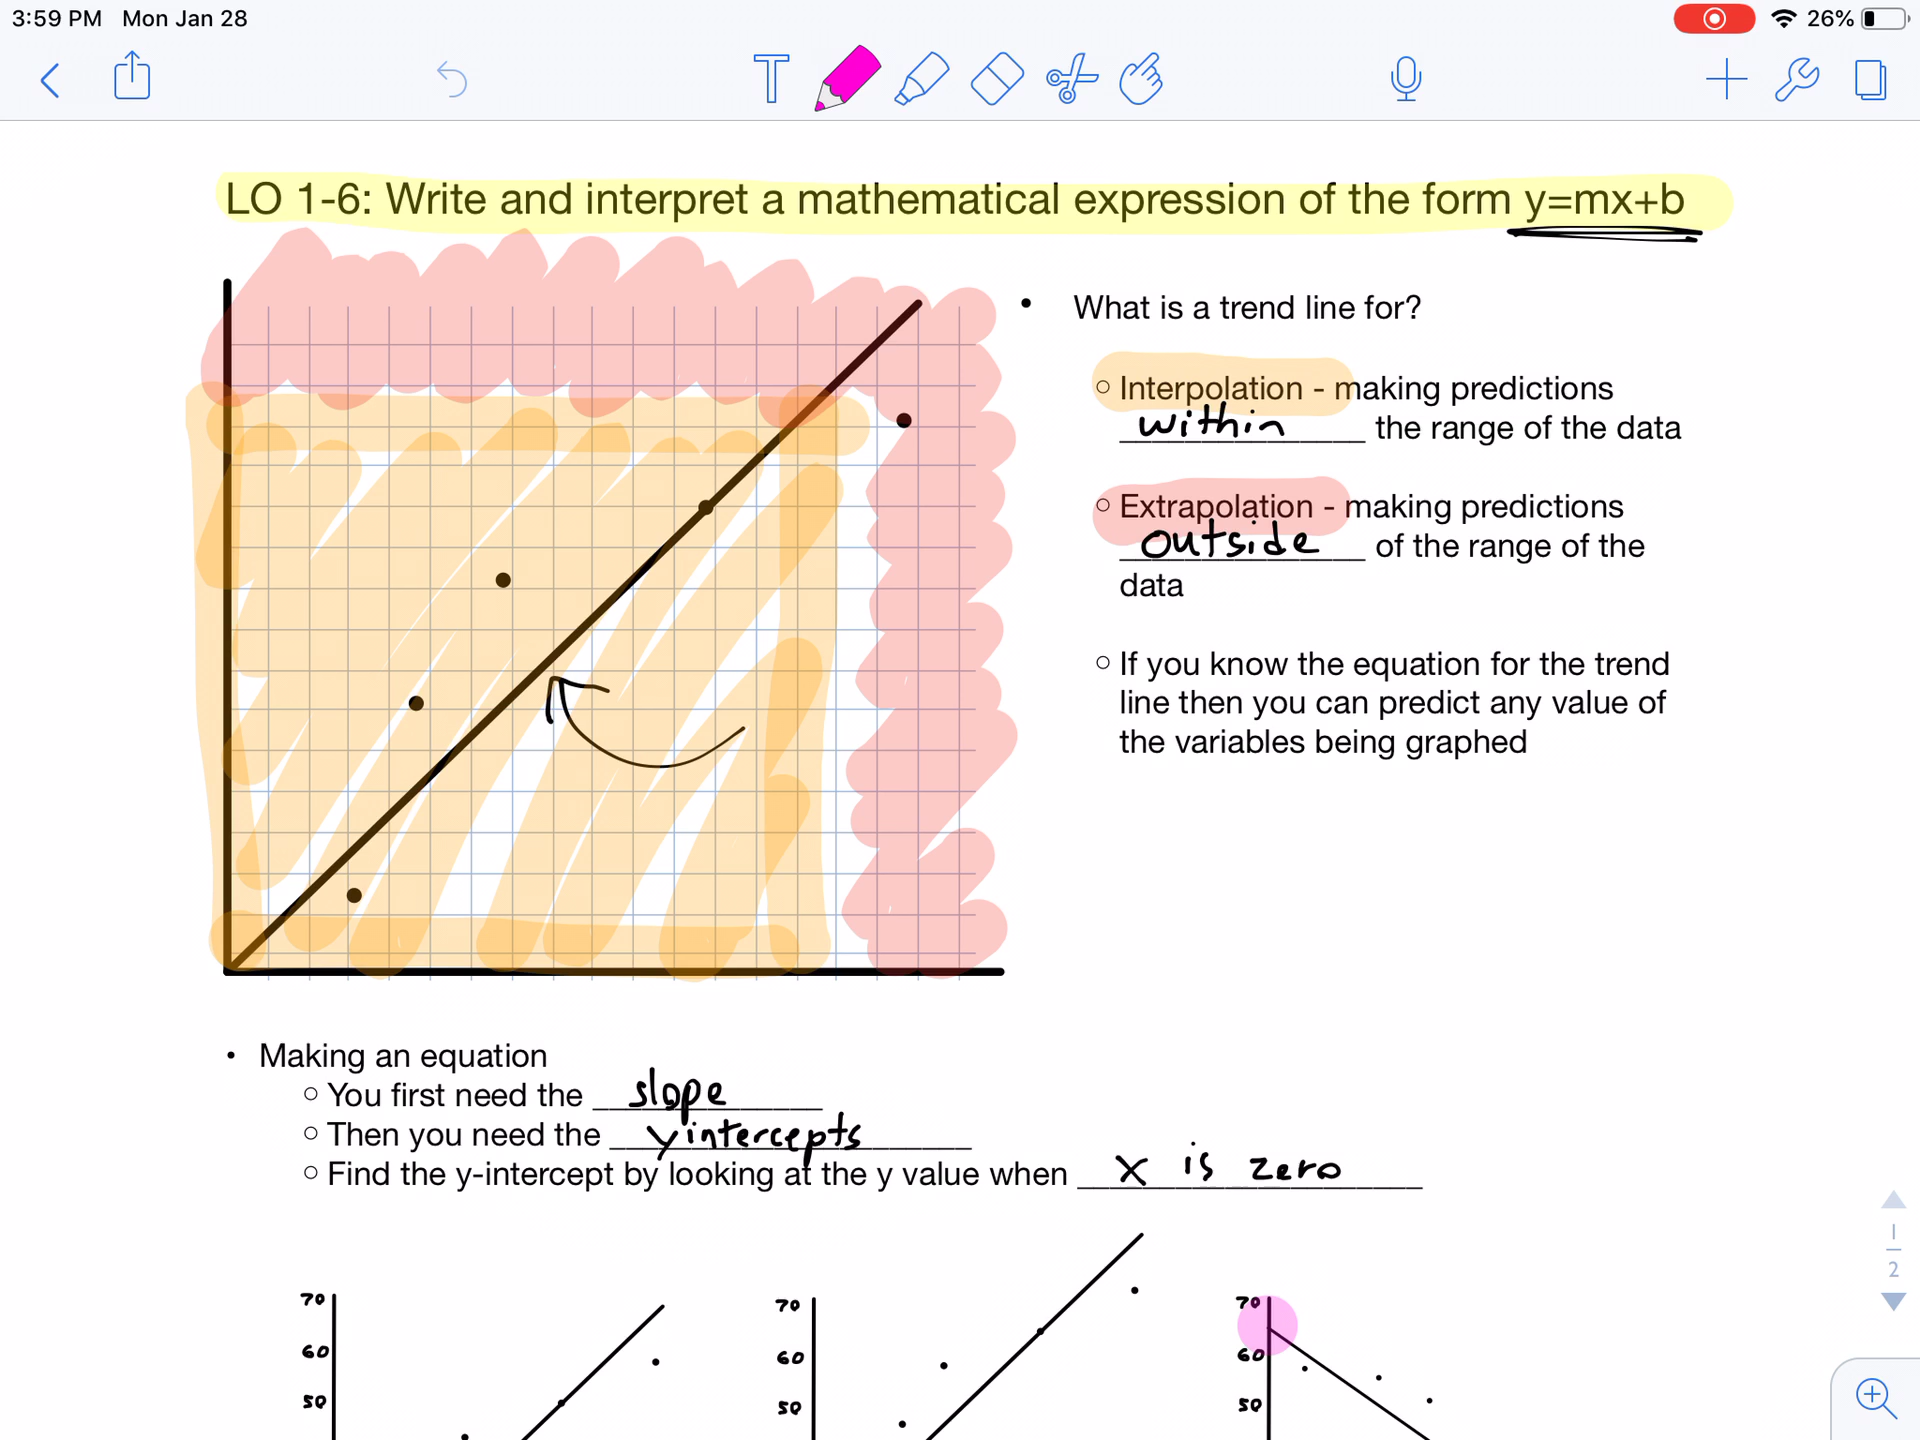 3:59 PM Mon Jan 28
26%
T
LO 1-6: Write and interpret a mathematical expression of the form y=mx+b
• What is a trend line for?
○ Interpolation - making predictions
within the range of the data
○ Extrapolation - making predictions
outside of the range of the
data
○ If you know the equation for the trend
line then you can predict any value of
the variables being graphed
• Making an equation
○ You first need the slope
○ Then you need the y intercepts
○ Find the y-intercept by looking at the y value when x is zero
1
2
70
60
50
70
60
50
70
60
50